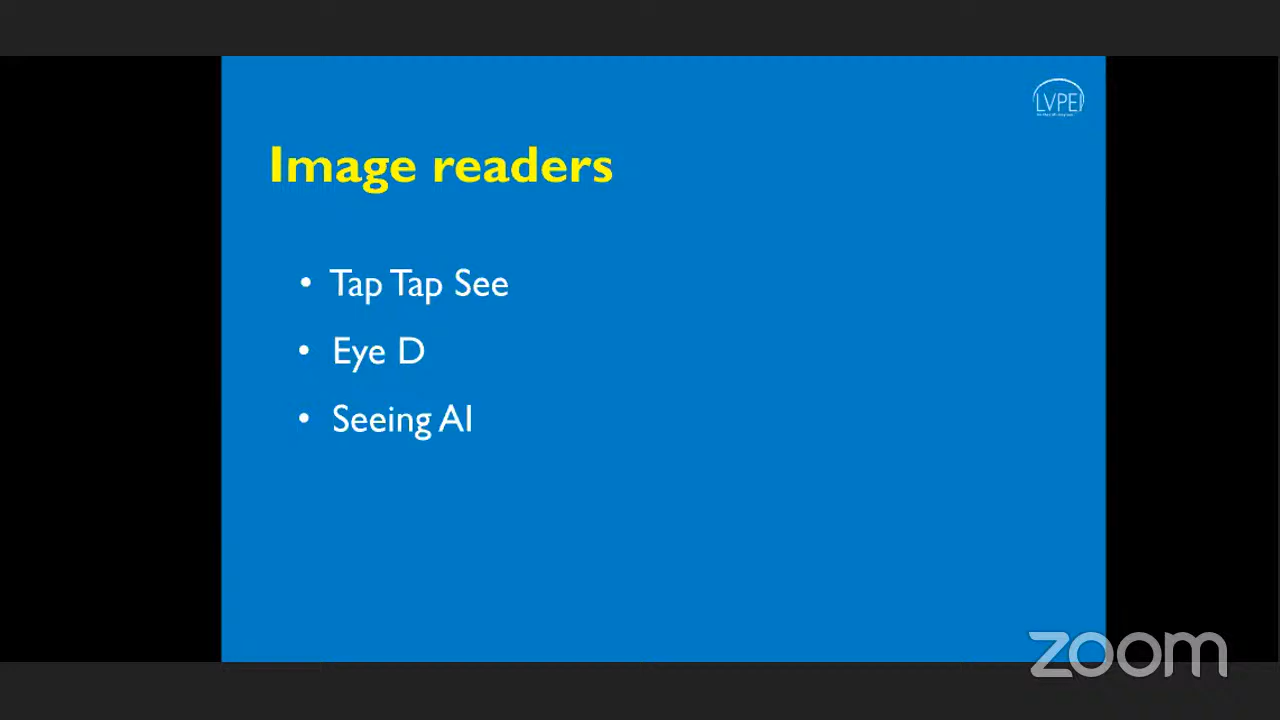 LVPEI
Image readers
• Tap Tap See
• Eye D
• Seeing AI
zoom